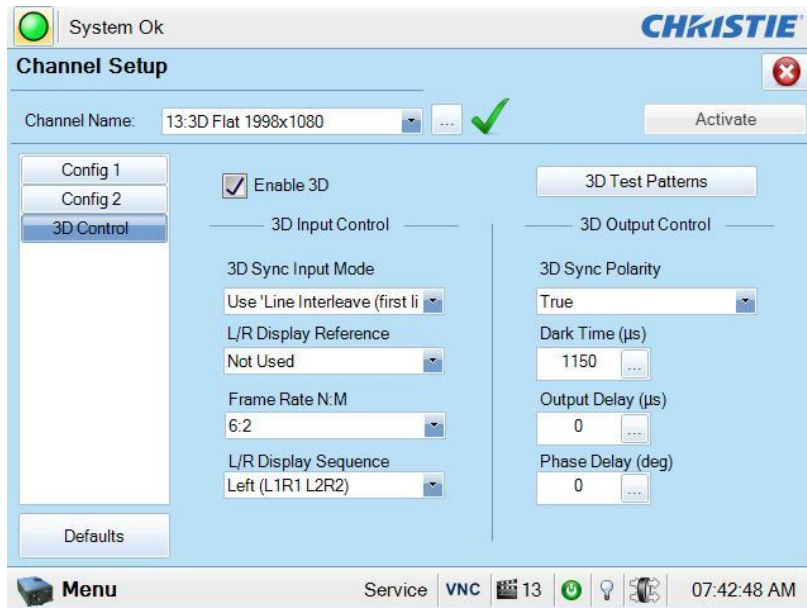 System Ok
CHRISTIE
Channel Setup
Channel Name: 13:3D Flat 1998x1080 ... Activate
Config 1
Config 2
3D Control
Defaults
Enable 3D
3D Test Patterns
3D Input Control
3D Sync Input Mode
Use 'Line Interleave (first li
L/R Display Reference
Not Used
Frame Rate N:M
6:2
L/R Display Sequence
Left (L1R1 L2R2)
3D Output Control
3D Sync Polarity
True
Dark Time (µs)
1150 ...
Output Delay (µs)
0 ...
Phase Delay (deg)
0 ...
Menu Service VNC 13 07:42:48 AM